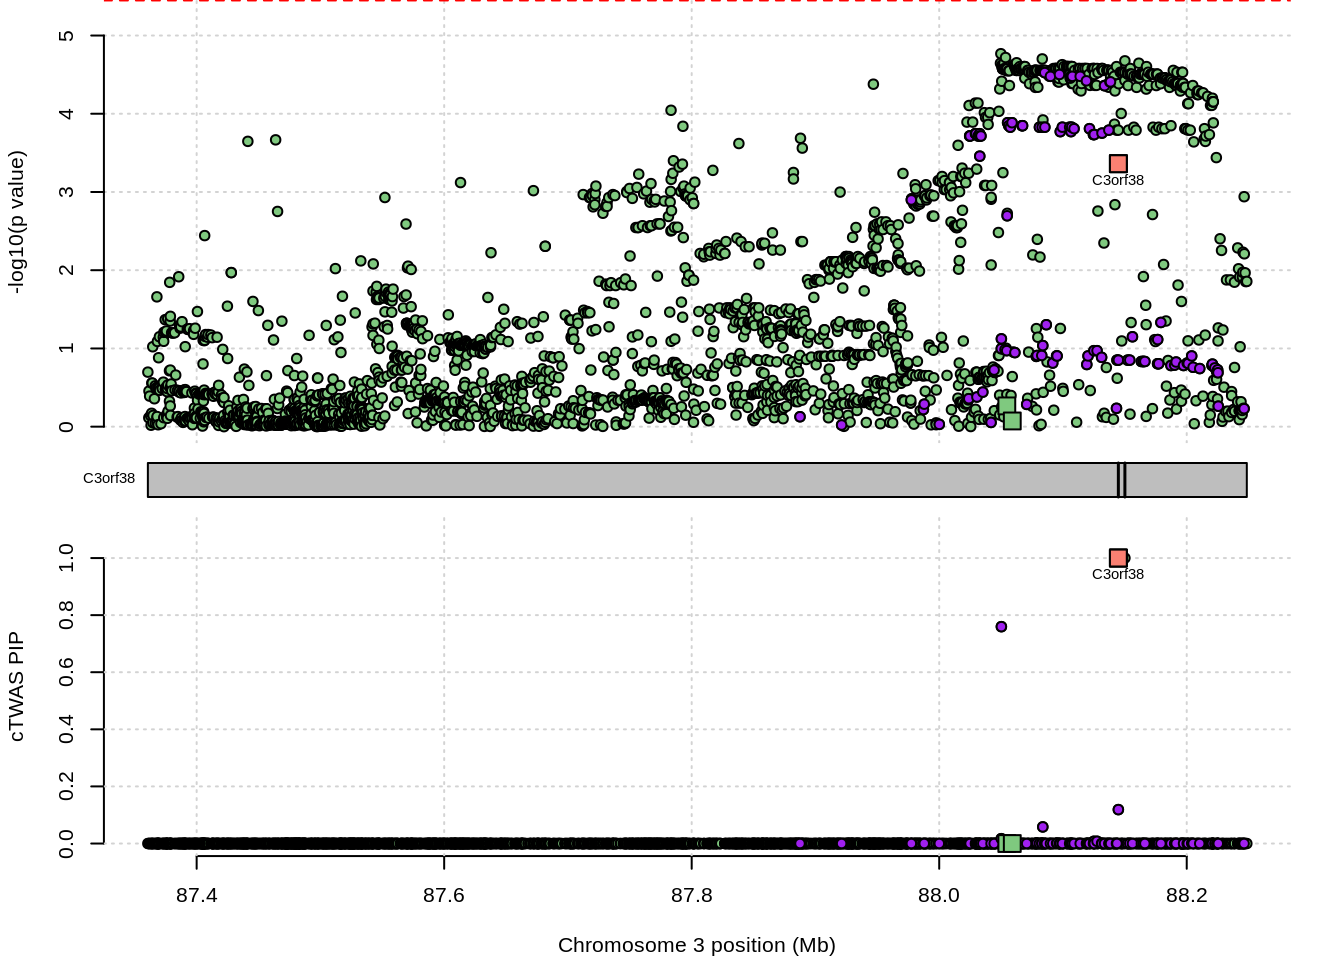 5
4
3
2
1
0
-log10(p value)
C3orf38
C3orf38
1.0
0.8
0.6
0.4
0.2
0.0
cTWAS PIP
C3orf38
87.4 87.6 87.8 88.0 88.2
Chromosome 3 position (Mb)